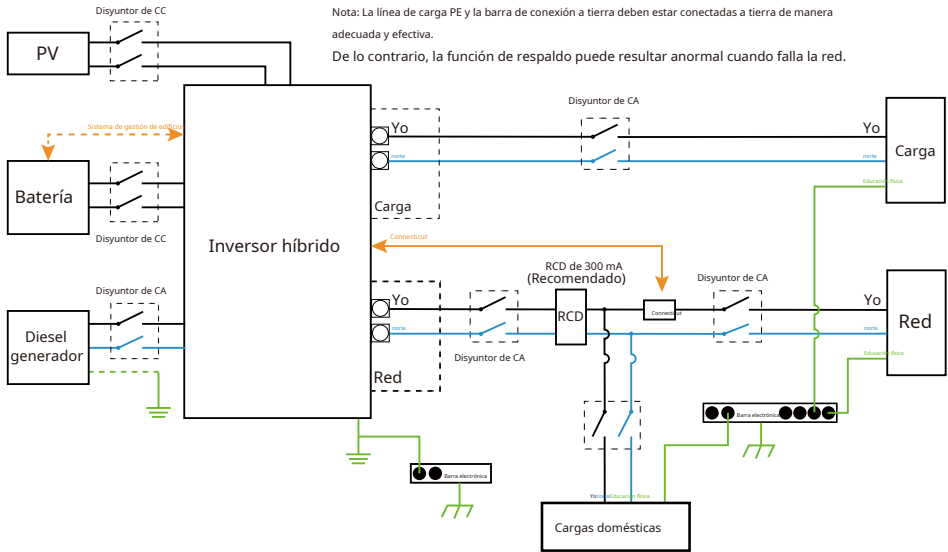 Disyuntor de CC
Nota: La línea de carga PE y la barra de conexión a tierra deben estar conectadas a tierra de manera
adecuada y efectiva.
De lo contrario, la función de respaldo puede resultar anormal cuando falla la red.
PV
Disyuntor de CA
Sistema de gestión de edificios
Yo
Yo
norte
norte
Carga
Educación física
Batería
Carga
Disyuntor de CC
Connecticut
Inversor híbrido
RCD de 300 mA
(Recomendado)
Disyuntor de CA
Disyuntor de CA
Yo
Yo
RCD
Connecticut
Red
norte
norte
Diesel
generador
Disyuntor de CA
Educación física
Red
Barra electrónica
Barra electrónica
Yo
norte
Educación física
Cargas domésticas